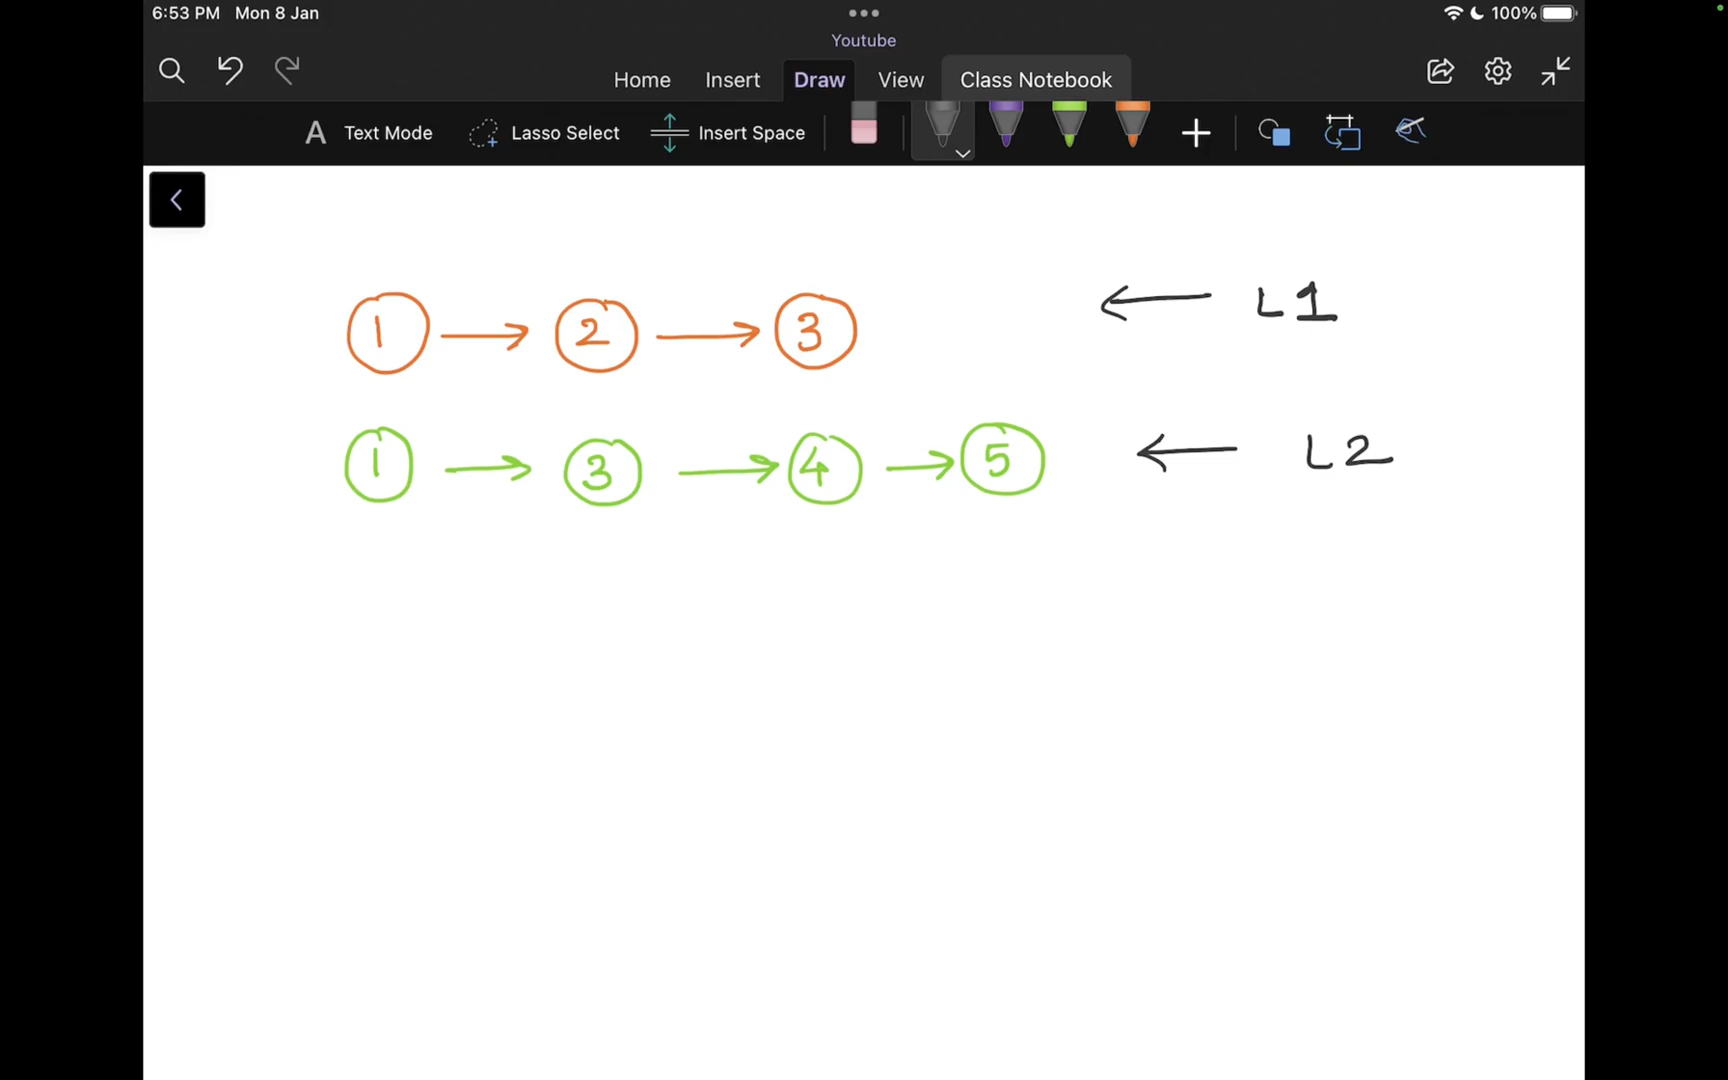 6:53 PM Mon 8 Jan 100%
Youtube
Home Insert Draw View Class Notebook
A Text Mode Lasso Select Insert Space
1 → 2 → 3 ← L1
1 → 3 → 4 → 5 ← L2